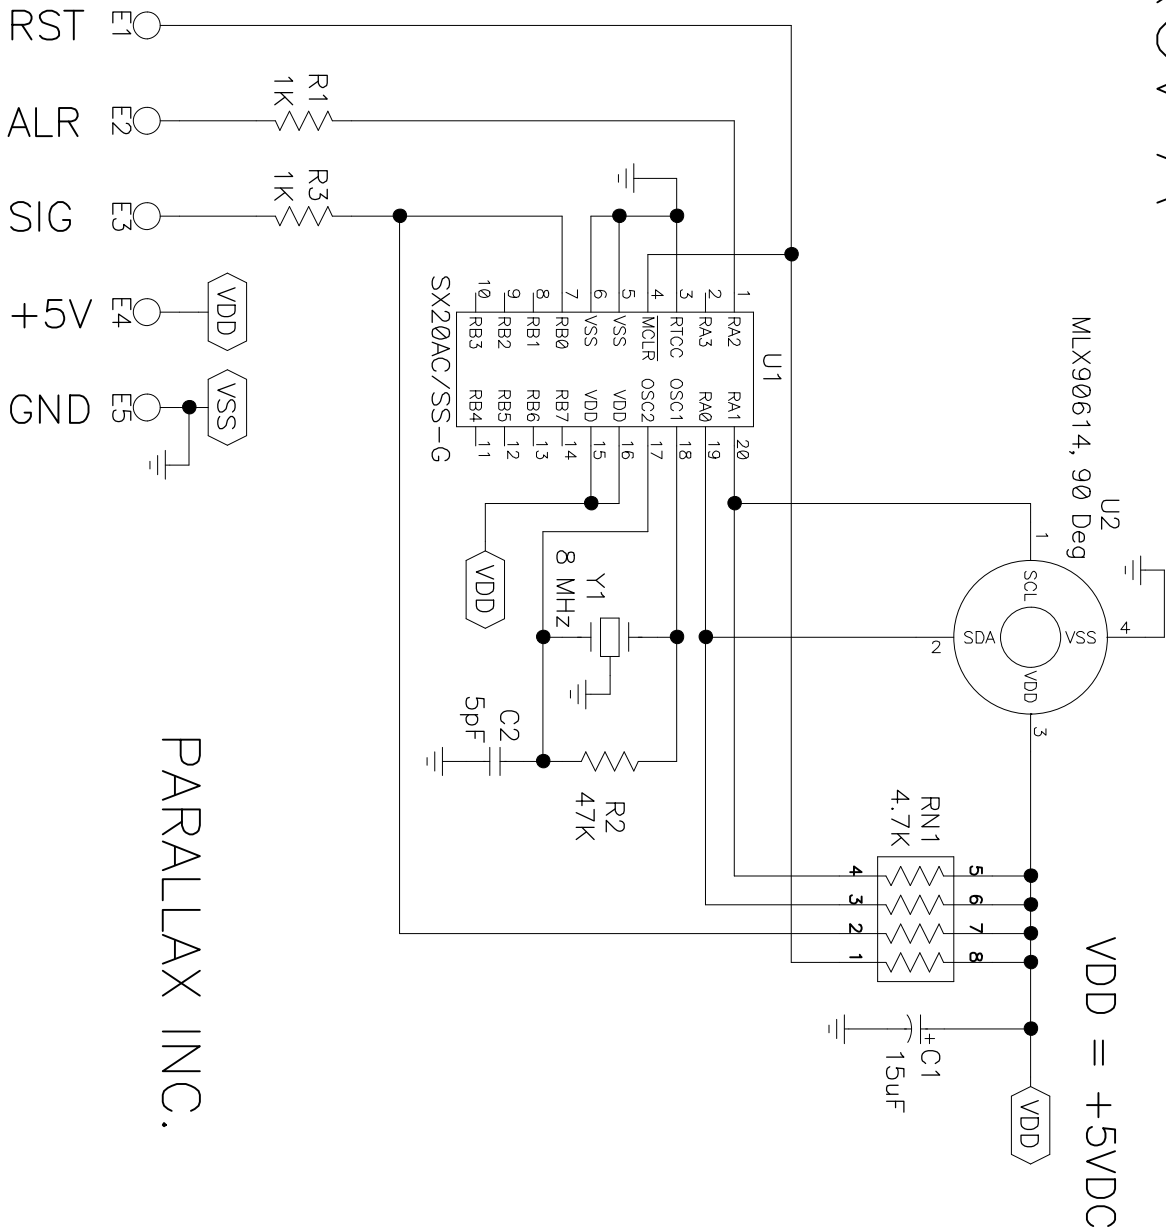 RST E1
ALR E2
SIG E3
+5V E4
GND E5
VDD
VSS
R1
1K
R3
1K
U1
SX20AC/SS-G
10 9 8 7 6 5 4 3 2 1
RB3 RB2 RB1 RB0 VSS VSS MCLR RTCC RA3 RA2
RB4 RB5 RB6 RB7 VDD VDD OSC2 OSC1 RA0 RA1
11 12 13 14 15 16 17 18 19 20
VDD
Y1
8 MHz
C2
5pF
R2
47K
U2
MLX90614, 90 Deg
1 SCL
2 SDA
VSS 4
VDD 3
RN1
4.7K
4 5
3 6
2 7
1 8
+C1
15uF
VDD
VDD = +5VDC
PARALLAX INC.